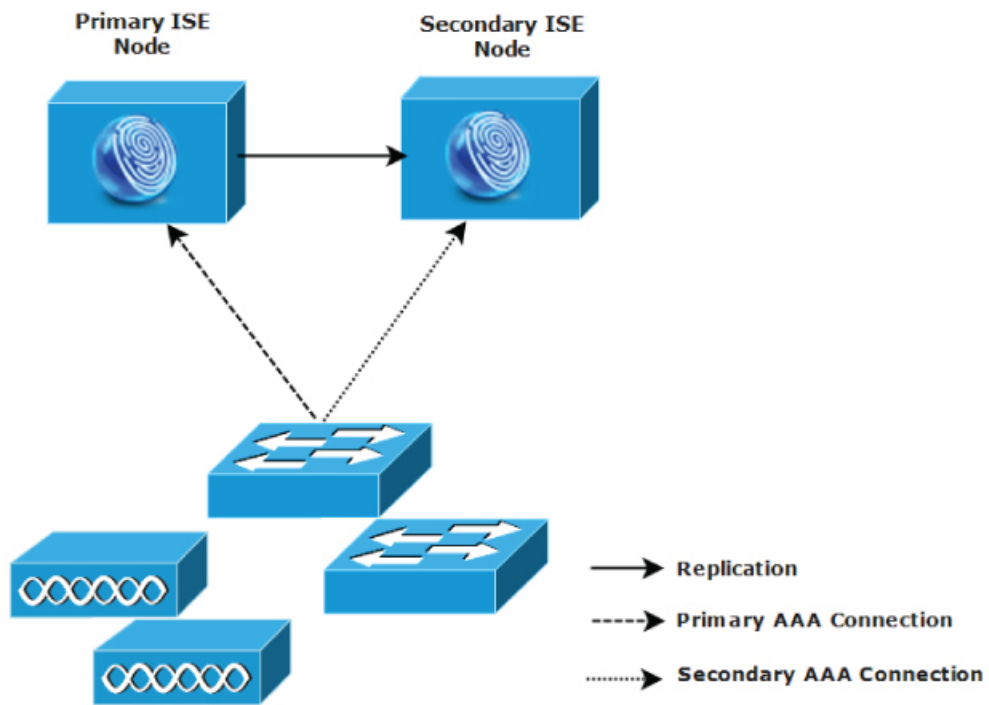 Primary ISE
Node
Secondary ISE
Node
Replication
Primary AAA Connection
Secondary AAA Connection